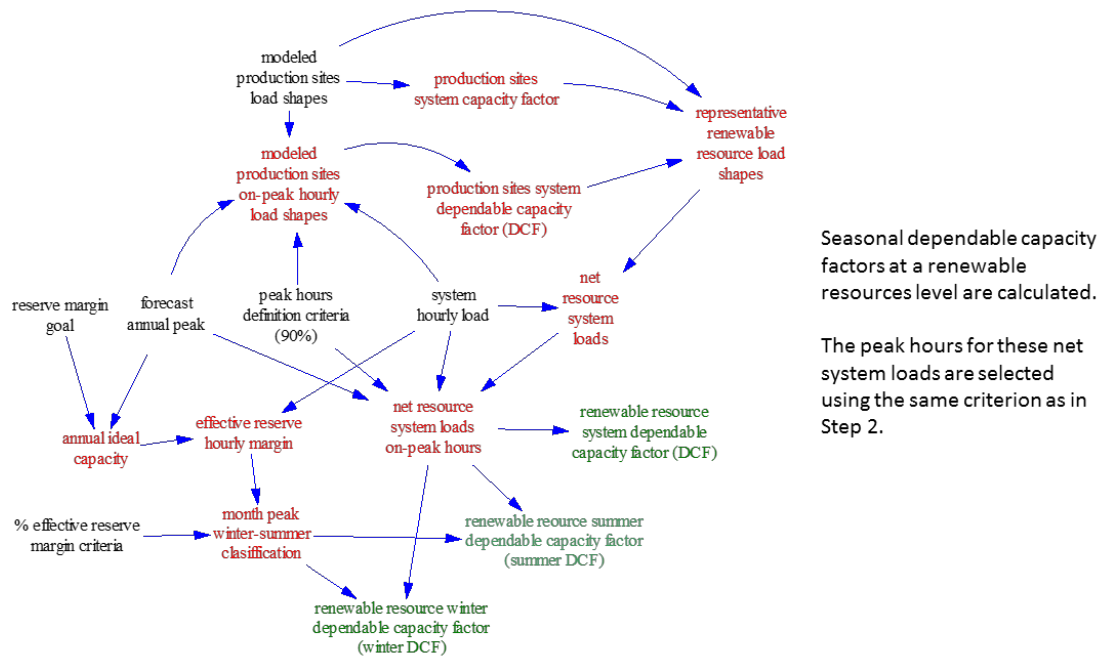 modeled
production sites
load shapes
production sites
system capacity factor
representative
renewable
resource load
shapes
modeled
production sites
on-peak hourly
load shapes
production sites system
dependable capacity
factor (DCF)
reserve margin
goal
forecast
annual peak
peak hours
definition criteria
(90%)
system
hourly load
net
resource
system
loads
annual ideal
capacity
effective reserve
hourly margin
net resource
system loads
on-peak hours
renewable resource
system dependable
capacity factor (DCF)
% effective reserve
margin criteria
month peak
winter-summer
clasiffication
renewable reource summer
dependable capacity factor
(summer DCF)
renewable resource winter
dependable capacity factor
(winter DCF)
Seasonal dependable capacity
factors at a renewable
resources level are calculated.
The peak hours for these net
system loads are selected
using the same criterion as in
Step 2.